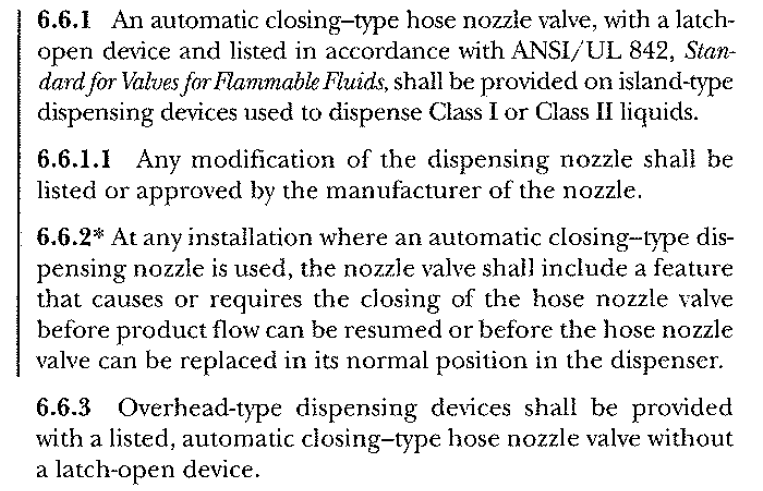 6.6.1 An automatic closing–type hose nozzle valve, with a latch-
open device and listed in accordance with ANSI/UL 842, Stan-
dard for Valves for Flammable Fluids, shall be provided on island-type
dispensing devices used to dispense Class I or Class II liquids.
6.6.1.1 Any modification of the dispensing nozzle shall be
listed or approved by the manufacturer of the nozzle.
6.6.2* At any installation where an automatic closing–type dis-
pensing nozzle is used, the nozzle valve shall include a feature
that causes or requires the closing of the hose nozzle valve
before product flow can be resumed or before the hose nozzle
valve can be replaced in its normal position in the dispenser.
6.6.3 Overhead-type dispensing devices shall be provided
with a listed, automatic closing–type hose nozzle valve without
a latch-open device.